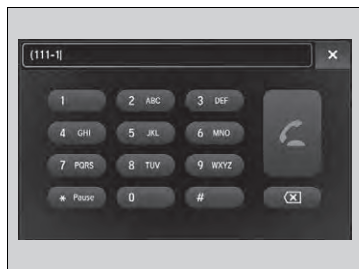 (111-1
1 2 ABC 3 DEF
4 GHI 5 JKL 6 MNO
7 PQRS 8 TUV 9 WXYZ
* Pause 0 #